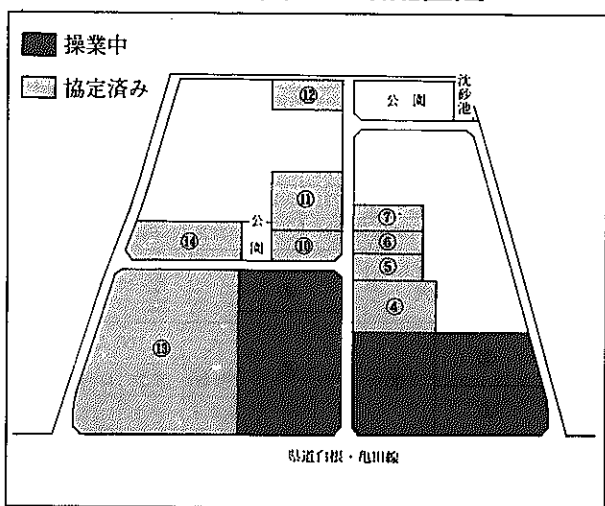 操業中
協定済み
⑫
公園
沈砂池
⑪
公園
⑦
⑭
⑩
⑥
⑤
④
⑬
県道白根・亀田線